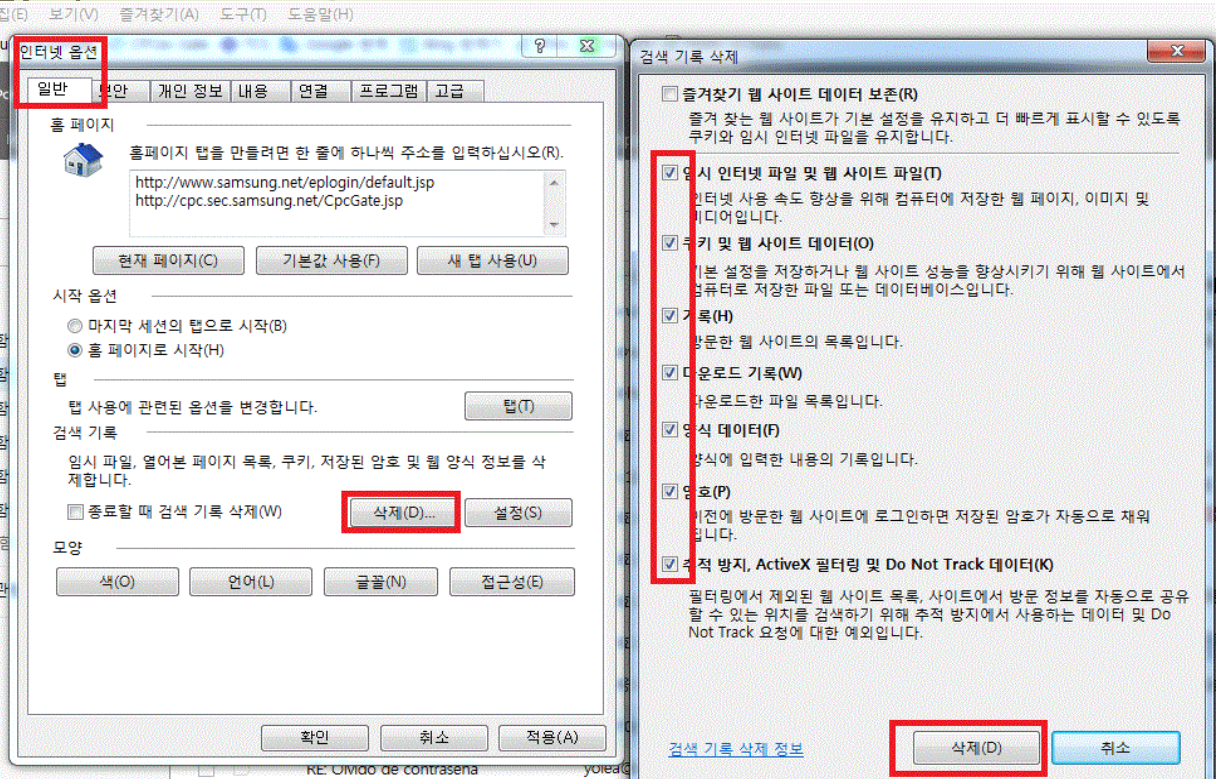 보기(V) 즐겨찾기(A) 도구(T) 도움말(H)
인터넷 옵션
일반 보안 개인 정보 내용 연결 프로그램 고급
홈 페이지
홈페이지 탭을 만들려면 한 줄에 하나씩 주소를 입력하십시오(R).
http://www.samsung.net/eplogin/default.jsp
http://cpc.sec.samsung.net/CpcGate.jsp
현재 페이지(C) 기본값 사용(F) 새 탭 사용(U)
시작 옵션
마지막 세션의 탭으로 시작(B)
홈 페이지로 시작(H)
탭
탭 사용에 관련된 옵션을 변경합니다. 탭(T)
검색 기록
임시 파일, 열어본 페이지 목록, 쿠키, 저장된 암호 및 웹 양식 정보를 삭
제합니다.
종료할 때 검색 기록 삭제(W) 삭제(D)... 설정(S)
모양
색(O) 언어(L) 글꼴(N) 접근성(E)
확인 취소 적용(A)
RE: Olvido de contraseña
검색 기록 삭제
즐겨찾기 웹 사이트 데이터 보존(R)
즐겨 찾는 웹 사이트가 기본 설정을 유지하고 더 빠르게 표시할 수 있도록
쿠키와 임시 인터넷 파일을 유지합니다.
임시 인터넷 파일 및 웹 사이트 파일(T)
인터넷 사용 속도 향상을 위해 컴퓨터에 저장한 웹 페이지, 이미지 및
미디어입니다.
쿠키 및 웹 사이트 데이터(O)
기본 설정을 저장하거나 웹 사이트 성능을 향상시키기 위해 웹 사이트에서
컴퓨터로 저장한 파일 또는 데이터베이스입니다.
기록(H)
방문한 웹 사이트의 목록입니다.
다운로드 기록(W)
다운로드한 파일 목록입니다.
양식 데이터(F)
양식에 입력한 내용의 기록입니다.
암호(P)
이전에 방문한 웹 사이트에 로그인하면 저장된 암호가 자동으로 채워
집니다.
추적 방지, ActiveX 필터링 및 Do Not Track 데이터(K)
필터링에서 제외된 웹 사이트 목록, 사이트에서 방문 정보를 자동으로 공유
할 수 있는 위치를 검색하기 위해 추적 방지에서 사용하는 데이터 및 Do
Not Track 요청에 대한 예외입니다.
검색 기록 삭제 정보 삭제(D) 취소